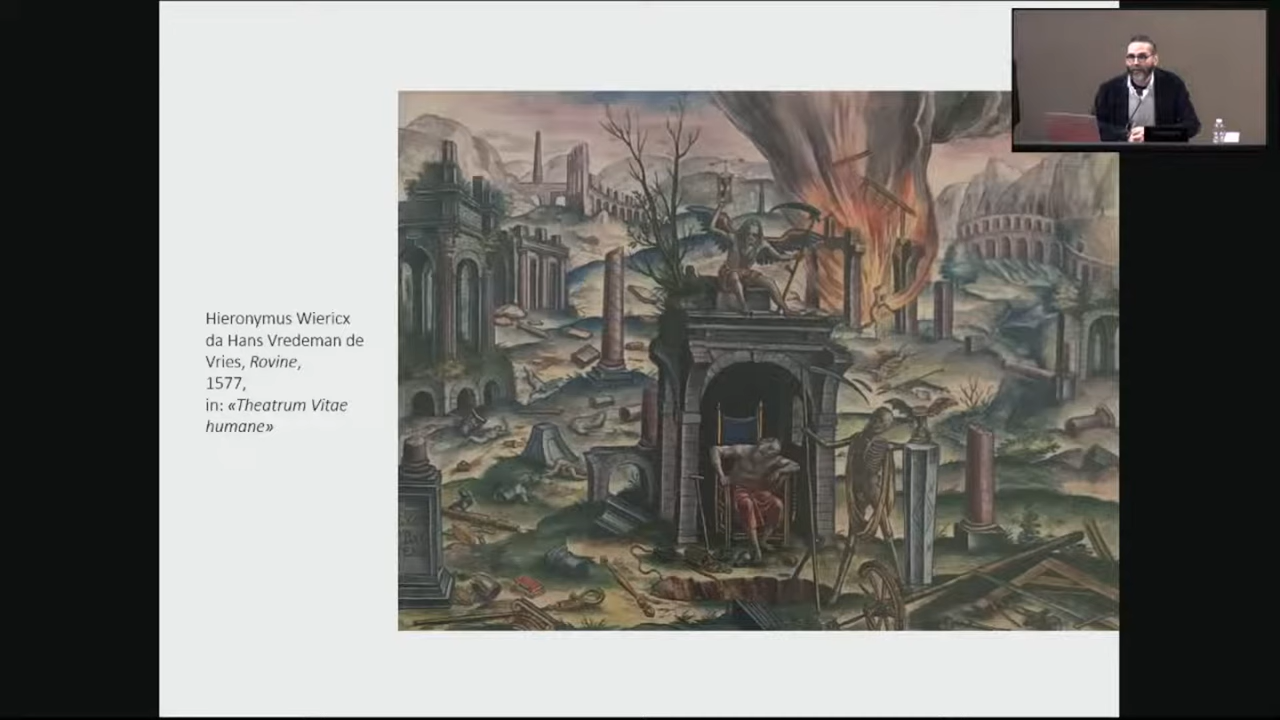 Hieronymus Wiericx
da Hans Vredeman de
Vries, Rovine,
1577,
in: «Theatrum Vitae
humane»